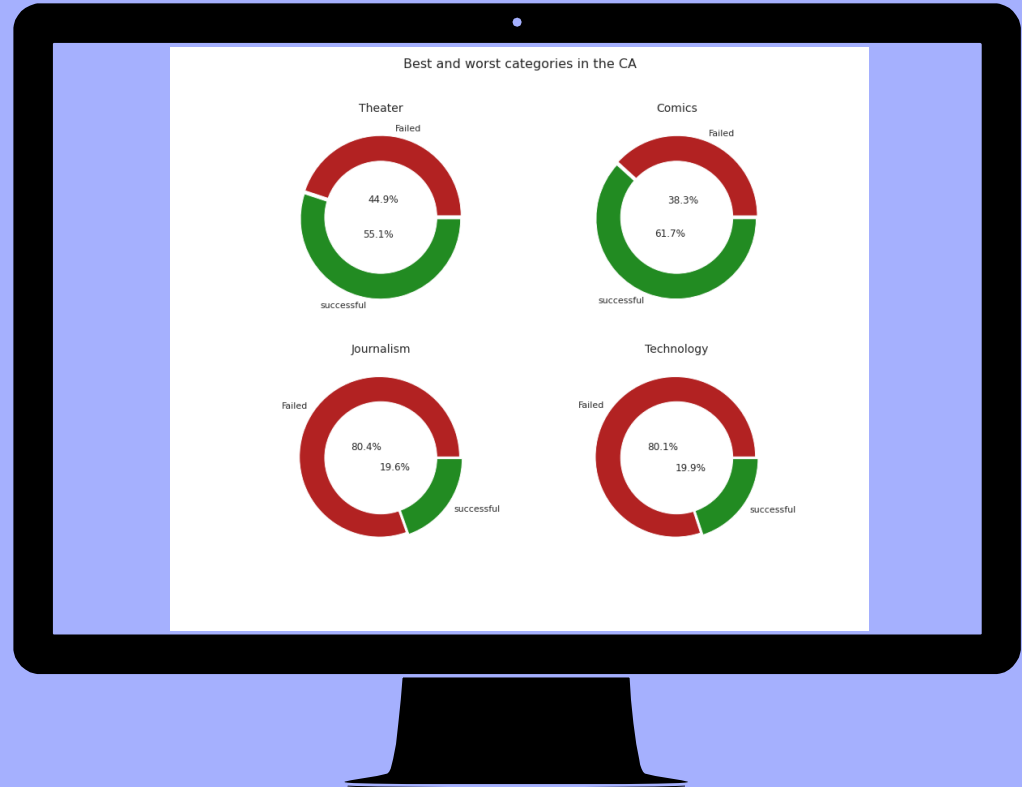 Best and worst categories in the CA
Theater
Failed
44.9%
55.1%
successful
Comics
Failed
38.3%
61.7%
successful
Journalism
Failed
80.4%
19.6%
successful
Technology
Failed
80.1%
19.9%
successful